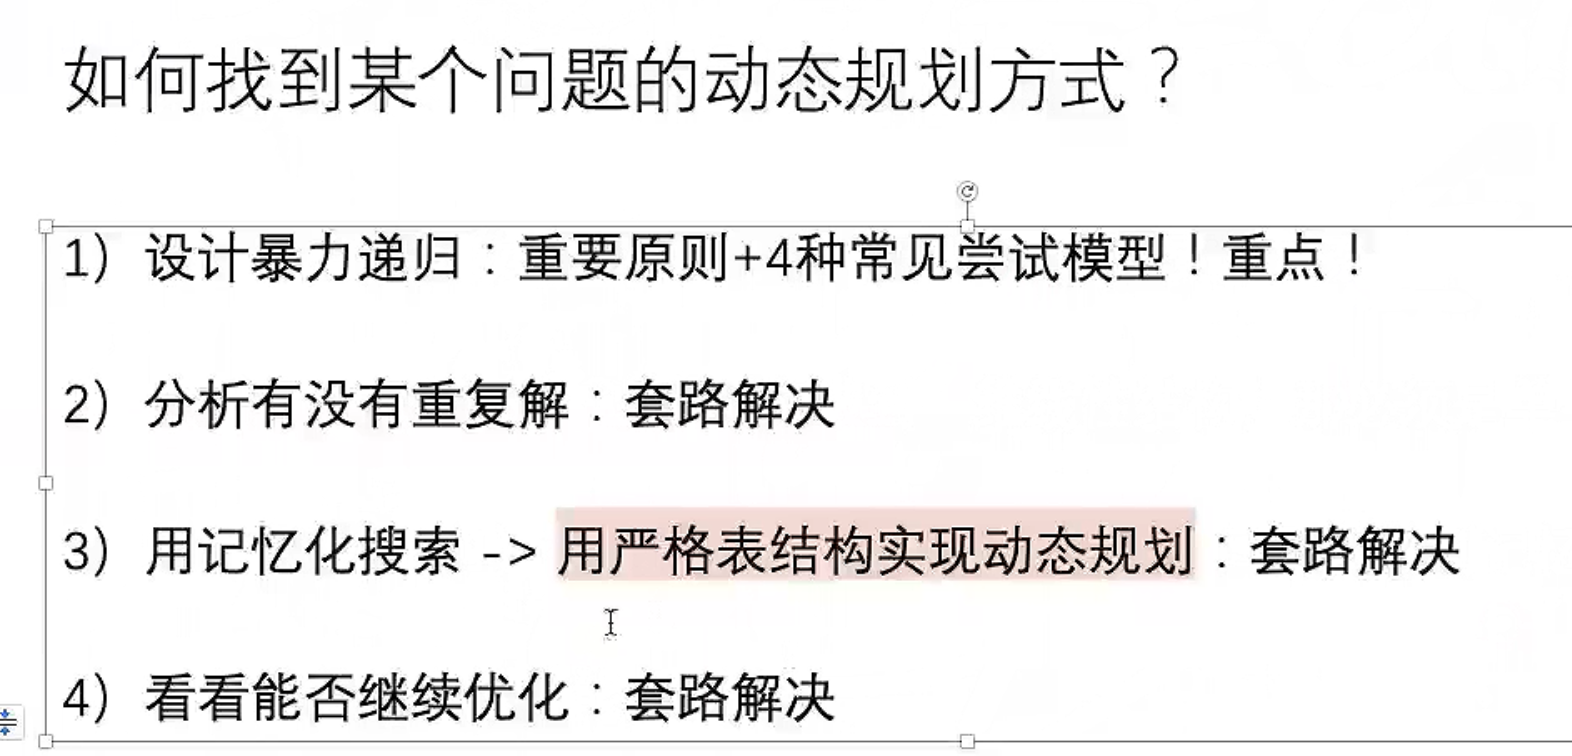 如何找到某个问题的动态规划方式？
1）设计暴力递归：重要原则+4种常见尝试模型！重点！
2）分析有没有重复解：套路解决
3）用记忆化搜索 -> 用严格表结构实现动态规划：套路解决
4）看看能否继续优化：套路解决